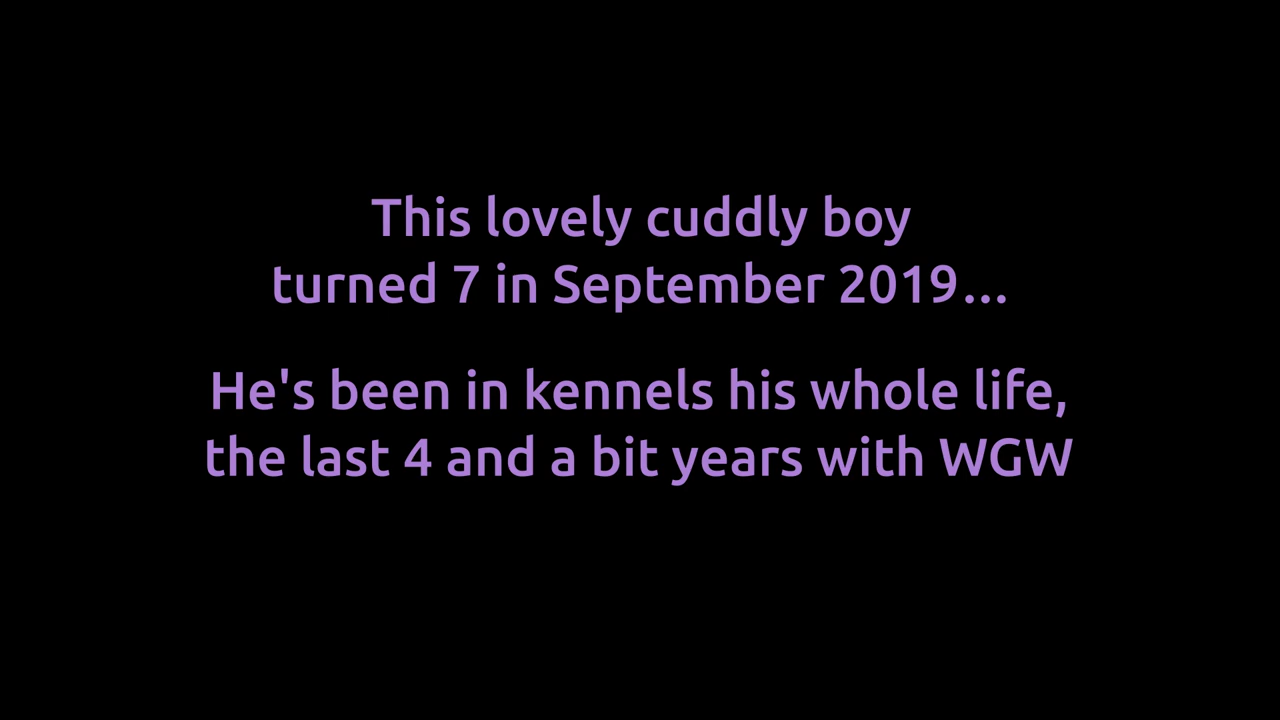 This lovely cuddly boy
turned 7 in September 2019...
He's been in kennels his whole life,
the last 4 and a bit years with WGW